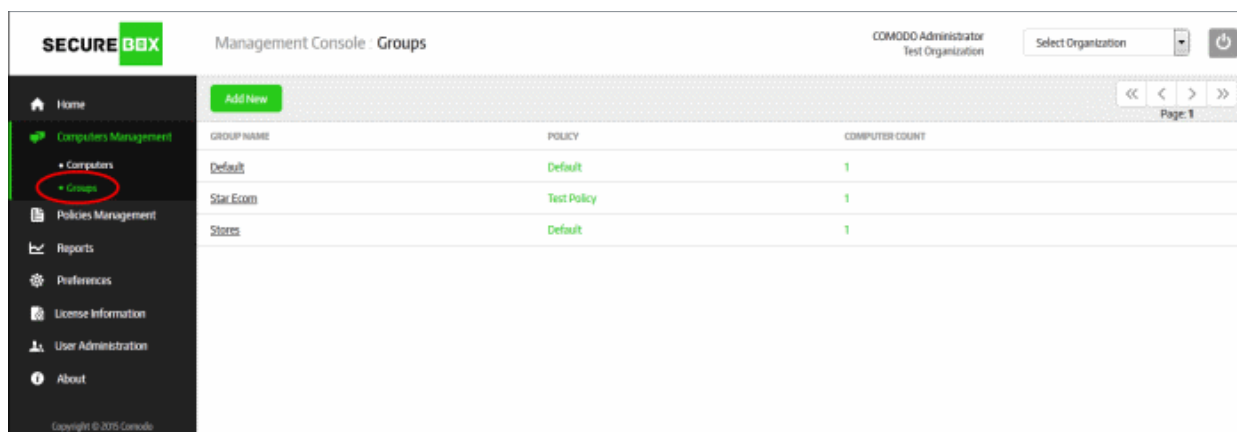 SECURE BOX
Management Console : Groups
COMODO Administrator
Test Organization
Select Organization
Home
Computers Management
• Computers
• Groups
Policies Management
Reports
Preferences
License Information
User Administration
About
Copyright © 2015 Comodo
Add New
Page: 1
GROUP NAME POLICY COMPUTER COUNT
Default Default 1
Star Ecom Test Policy 1
Stores Default 1